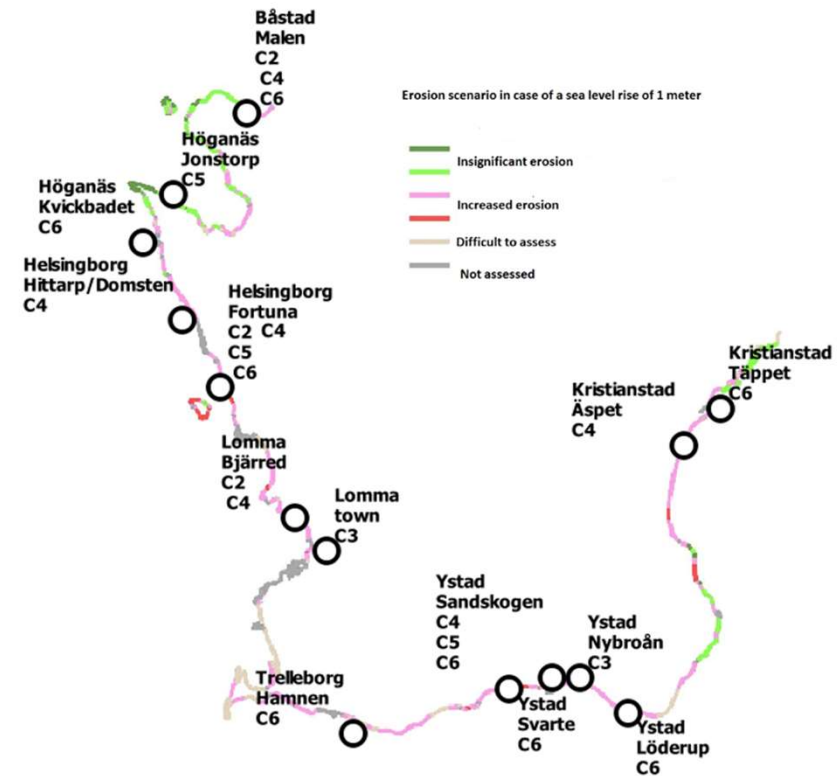 Båstad
Malen
C2
C4
C6
Erosion scenario in case of a sea level rise of 1 meter
Insignificant erosion
Increased erosion
Difficult to assess
Not assessed
Höganäs
Jonstorp
C5
Höganäs
Kvickbadet
C6
Helsingborg
Hittarp/Domsten
C4
Helsingborg
Fortuna
C2 C4
C5
C6
Lomma
Bjärred
C2
C4
Lomma
town
C3
Kristianstad
Täppet
C6
Kristianstad
Äspet
C4
Ystad
Sandskogen
C4
C5
C6
Ystad
Nybroån
C3
Trelleborg
Hamnen
C6
Ystad
Svarte
C6
Ystad
Löderup
C6